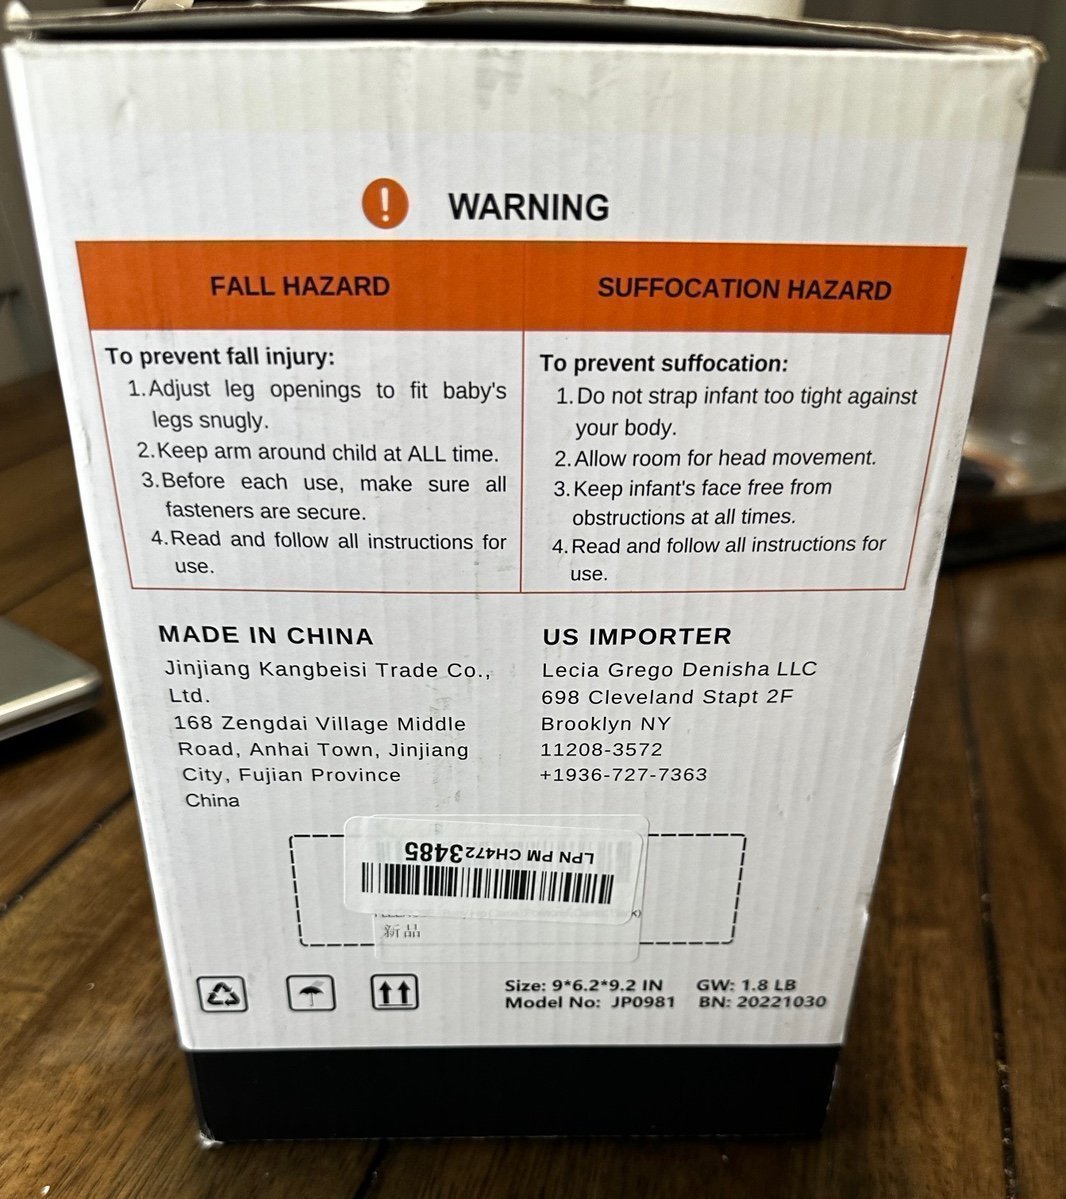 ! WARNING
FALL HAZARD
To prevent fall injury:
1. Adjust leg openings to fit baby's
legs snugly.
2. Keep arm around child at ALL time.
3. Before each use, make sure all
fasteners are secure.
4. Read and follow all instructions for
use.
SUFFOCATION HAZARD
To prevent suffocation:
1. Do not strap infant too tight against
your body.
2. Allow room for head movement.
3. Keep infant's face free from
obstructions at all times.
4. Read and follow all instructions for
use.
MADE IN CHINA
Jinjiang Kangbeisi Trade Co.,
Ltd.
168 Zengdai Village Middle
Road, Anhai Town, Jinjiang
City, Fujian Province
China
US IMPORTER
Lecia Grego Denisha LLC
698 Cleveland Stapt 2F
Brooklyn NY
11208-3572
+1936-727-7363
LPN PM CH4723485
新品
Size: 9*6.2*9.2 IN GW: 1.8 LB
Model No: JP0981 BN: 20221030